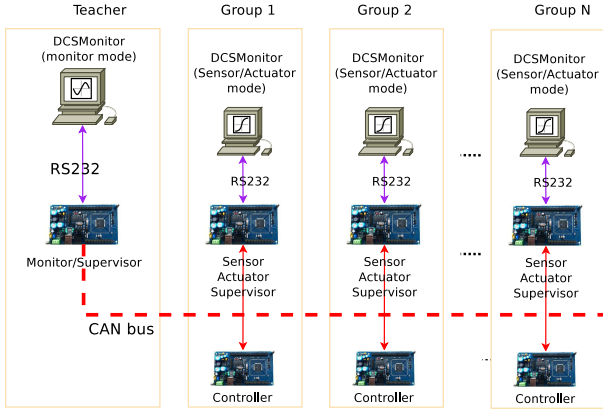 Teacher
DCSMonitor
(monitor mode)
RS232
Monitor/Supervisor
CAN bus
Group 1
DCSMonitor
(Sensor/Actuator
mode)
RS232
Sensor
Actuator
Supervisor
Controller
Group 2
DCSMonitor
(Sensor/Actuator
mode)
RS232
Sensor
Actuator
Supervisor
Controller
Group N
DCSMonitor
(Sensor/Actuator
mode)
RS232
Sensor
Actuator
Supervisor
Controller